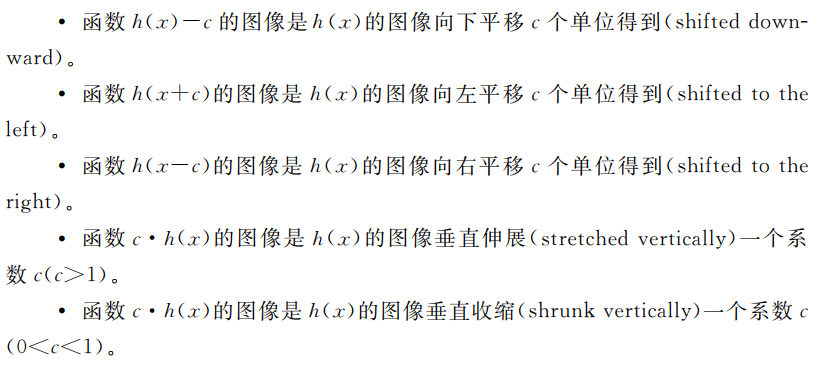 • 函数 h(x)－c 的图像是 h(x)的图像向下平移 c 个单位得到(shifted down-
ward)。
• 函数 h(x＋c)的图像是 h(x)的图像向左平移 c 个单位得到(shifted to the
left)。
• 函数 h(x－c)的图像是 h(x)的图像向右平移 c 个单位得到(shifted to the
right)。
• 函数 c·h(x)的图像是 h(x)的图像垂直伸展(stretched vertically)一个系
数 c(c＞1)。
• 函数 c·h(x)的图像是 h(x)的图像垂直收缩(shrunk vertically)一个系数 c
(0＜c＜1)。